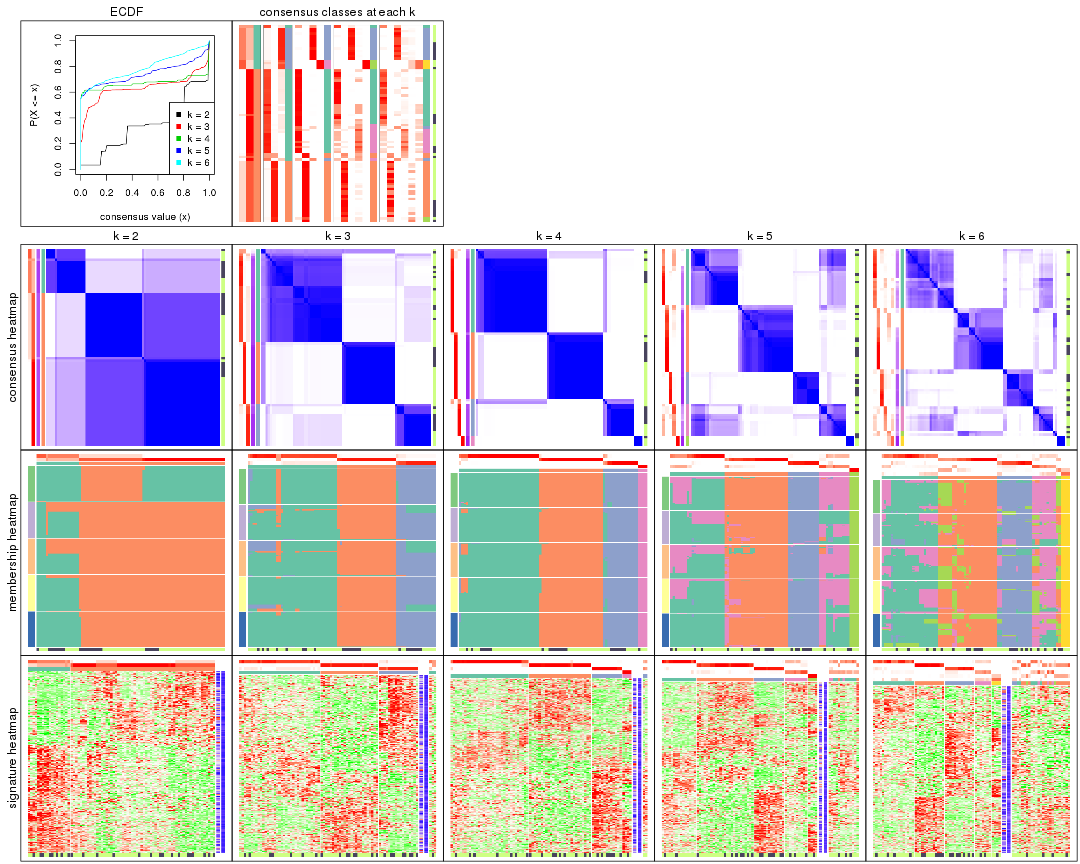 ECDF
consensus classes at each k
P(X <= x)
0.0 0.2 0.4 0.6 0.8 1.0
k = 2
k = 3
k = 4
k = 5
k = 6
0.0 0.2 0.4 0.6 0.8 1.0
consensus value (x)
k = 2
k = 3
k = 4
k = 5
k = 6
consensus heatmap
membership heatmap
signature heatmap